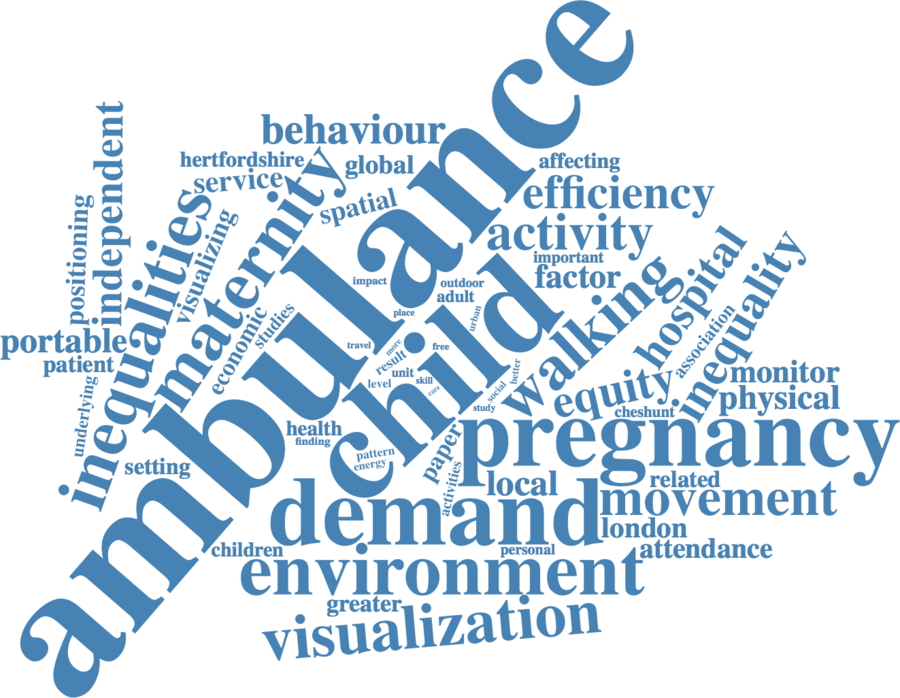 ambulance
behaviour
hertfordshire
global
service
spatial
affecting
efficiency
activity
important
factor
independent
positioning
inequalities
visualizing
maternity
economic
studies
portable
patient
underlying
setting
impact
outdoor
adult
place
urban
travel
more
free
result
unit
level
skill
care
social
better
study
child
walking
hospital
association
inequality
equity
cheshunt
monitor
physical
health
finding
pattern
energy
paper
activities
pregnancy
local
related
movement
demand
london
attendance
children
personal
environment
greater
visualization